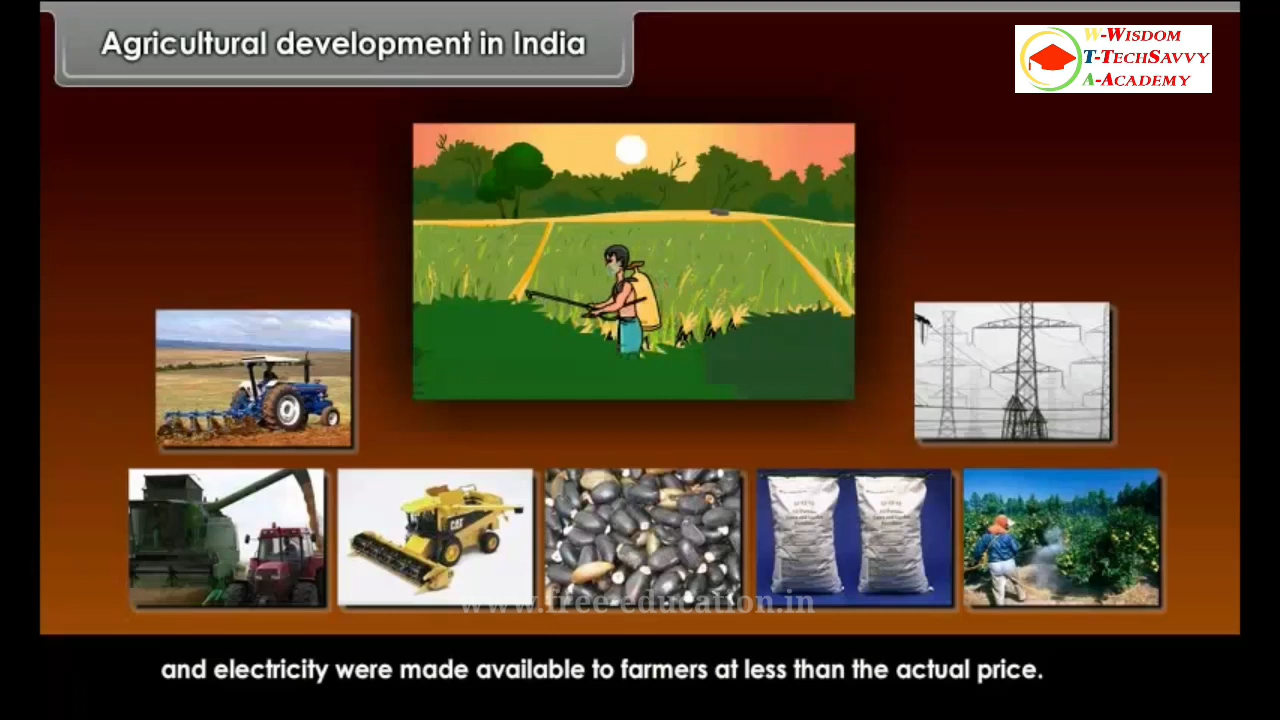 Agricultural development in India
W-WISDOM
T-TECHSAVVY
A-ACADEMY
CAT
www.free-education.in
and electricity were made available to farmers at less than the actual price.